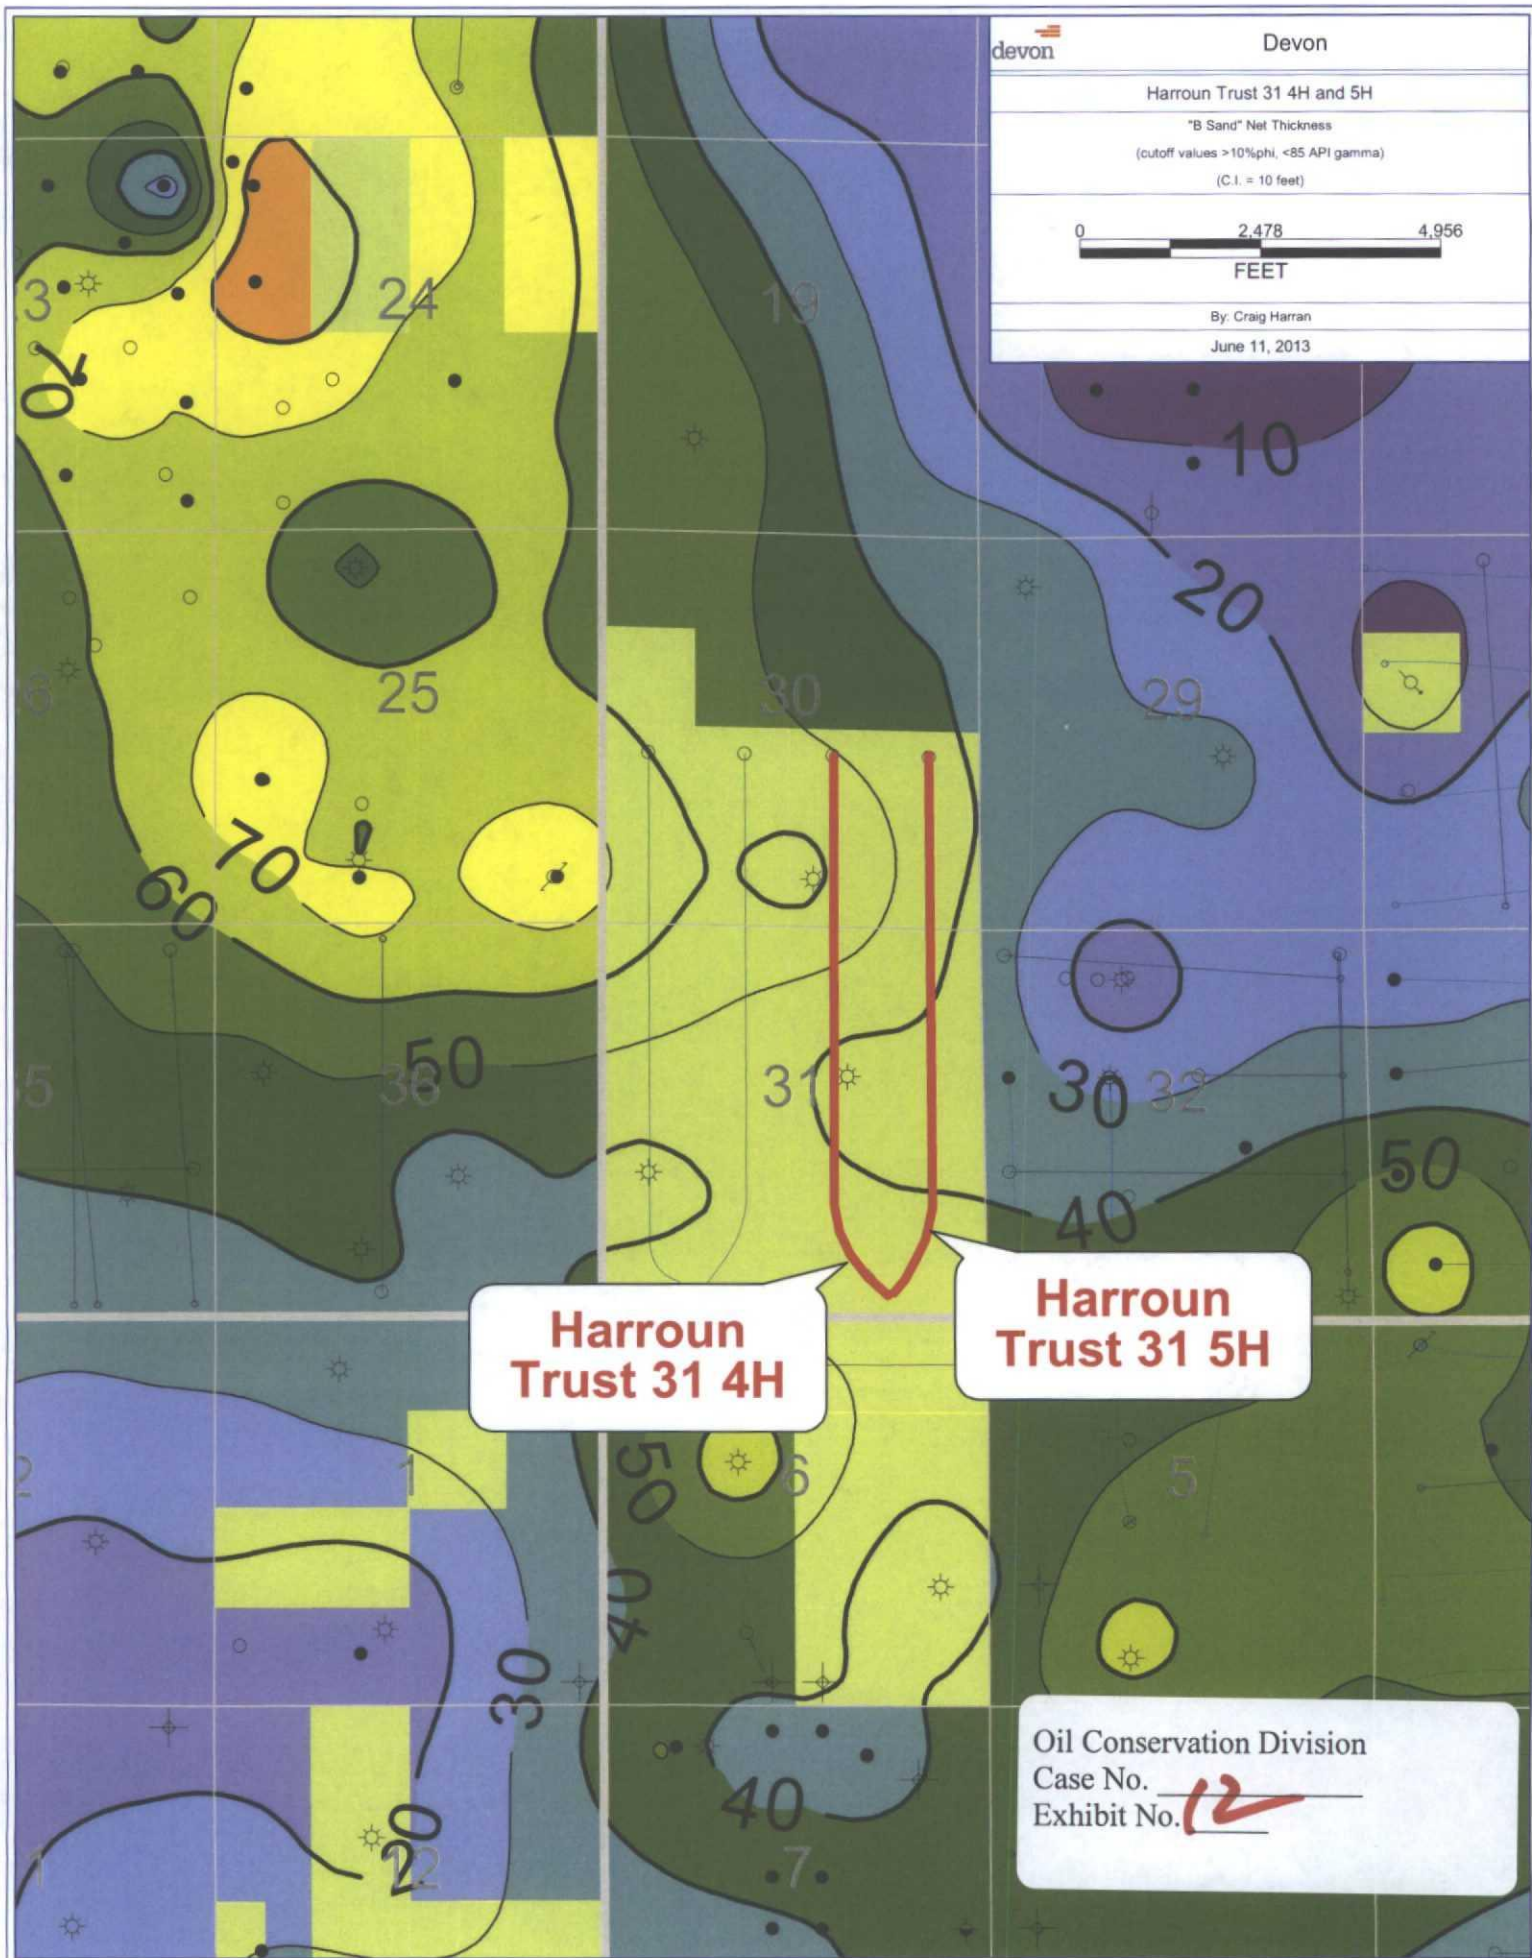 devon
Devon
Harroun Trust 31 4H and 5H
"B Sand" Net Thickness
(cutoff values >10%phi, <85 API gamma)
(C.I. = 10 feet)
0 2,478 4,956
FEET
By: Craig Harran
June 11, 2013
24
19
70
10
20
25
30
29
70
60
50
36
31
30
32
50
40
Harroun
Trust 31 4H
Harroun
Trust 31 5H
2
1
50
6
5
40
30
40
20
12
7
1
Oil Conservation Division
Case No.
Exhibit No. 12